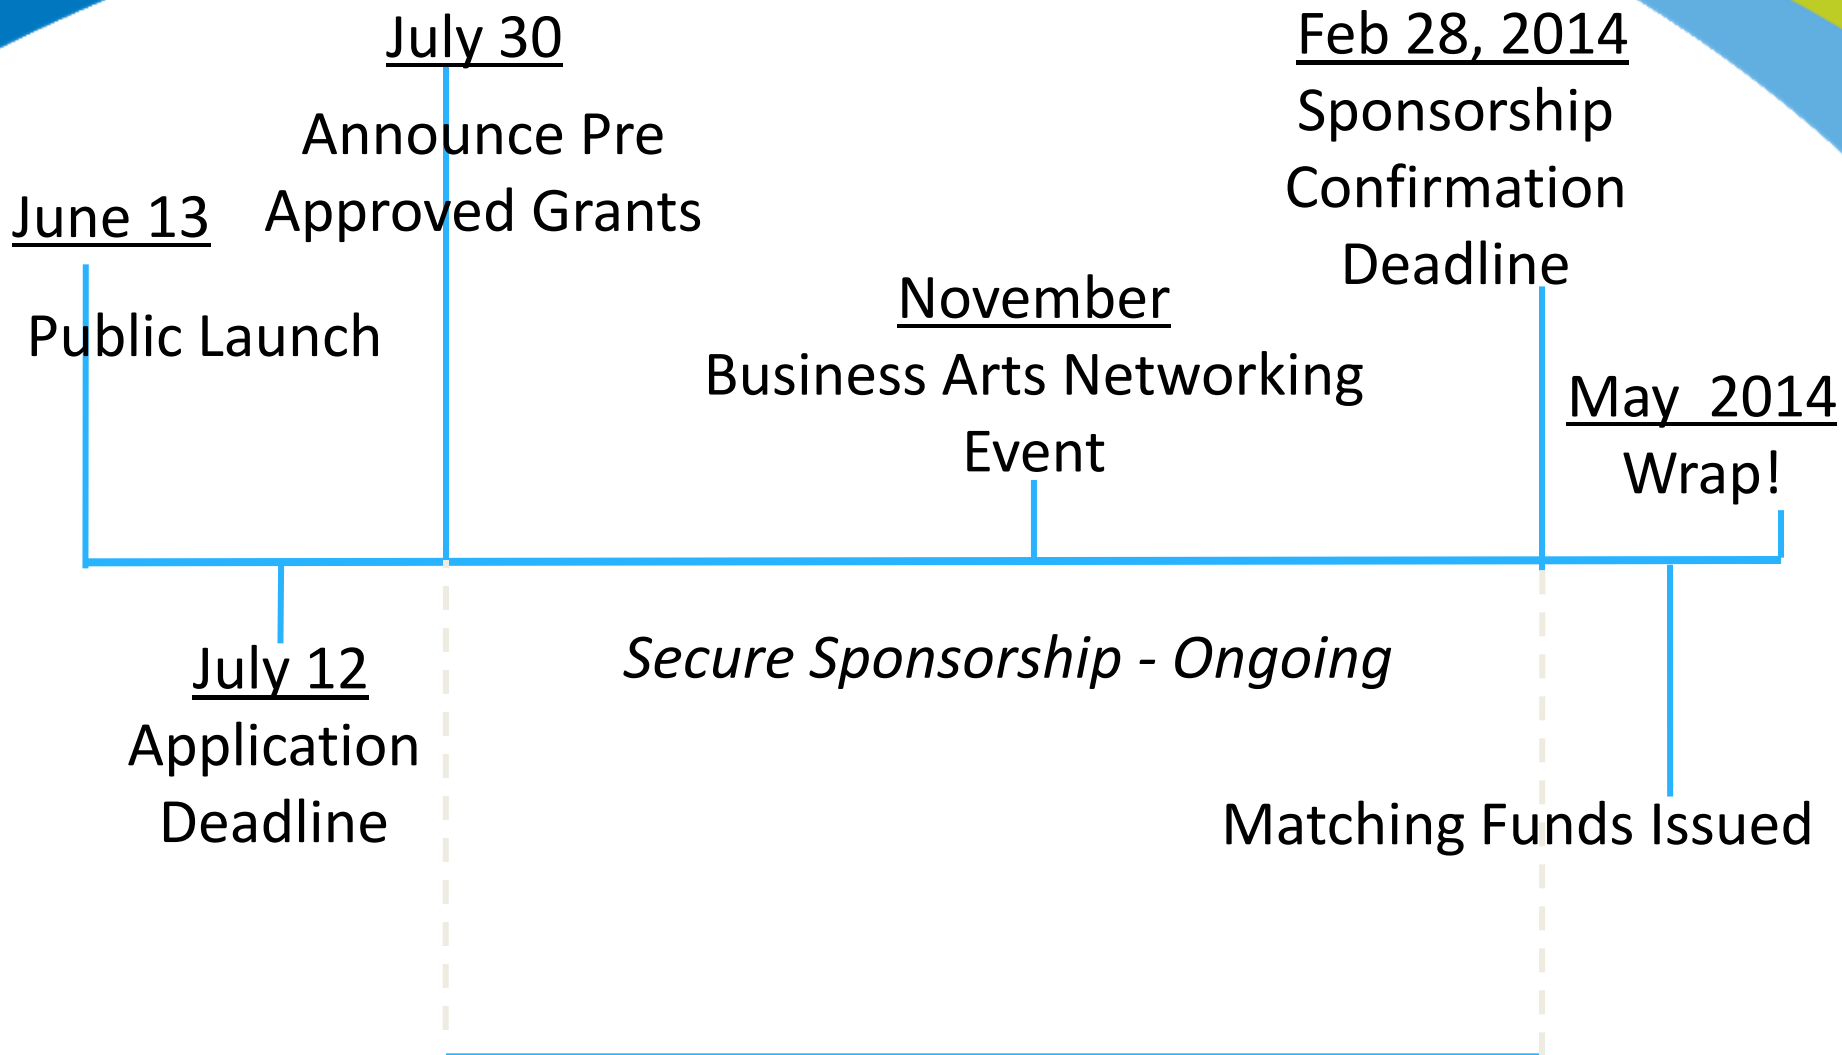 July 30
Announce Pre
Approved Grants
Feb 28, 2014
Sponsorship
Confirmation
Deadline
June 13
Public Launch
November
Business Arts Networking
Event
May  2014
Wrap!
July 12
Application
Deadline
Secure Sponsorship - Ongoing
Matching Funds Issued